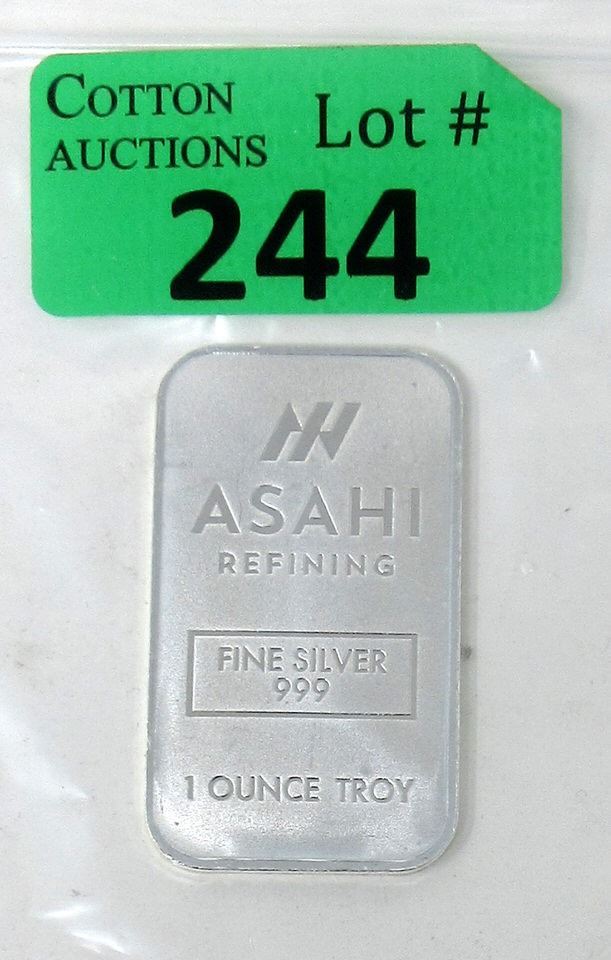 COTTON
AUCTIONS
Lot #
244
ASAHI
REFINING
FINE SILVER
999
1 OUNCE TROY